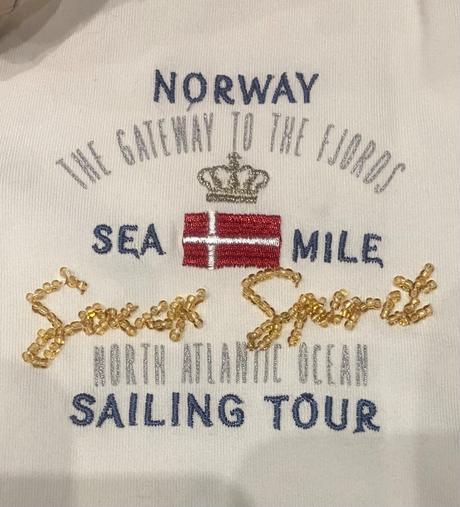 NORWAY
THE GATEWAY TO THE FJORDS
SEA MILE
NORTH ATLANTIC OCEAN
SAILING TOUR